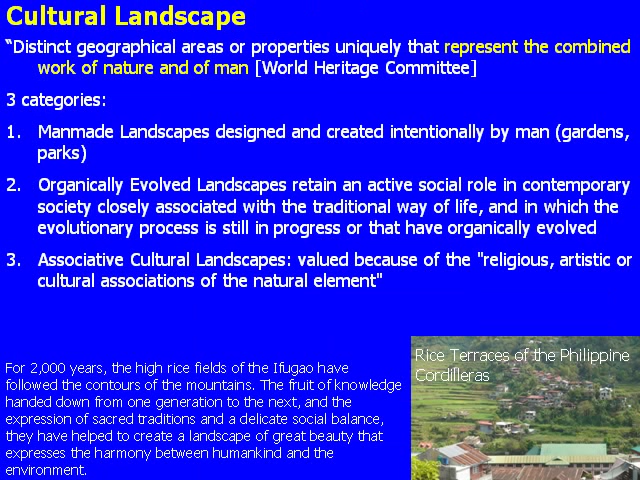 Cultural Landscape
“Distinct geographical areas or properties uniquely that represent the combined
work of nature and of man [World Heritage Committee]
3 categories:
1. Manmade Landscapes designed and created intentionally by man (gardens,
parks)
2. Organically Evolved Landscapes retain an active social role in contemporary
society closely associated with the traditional way of life, and in which the
evolutionary process is still in progress or that have organically evolved
3. Associative Cultural Landscapes: valued because of the "religious, artistic or
cultural associations of the natural element"
For 2,000 years, the high rice fields of the Ifugao have
followed the contours of the mountains. The fruit of knowledge
handed down from one generation to the next, and the
expression of sacred traditions and a delicate social balance,
they have helped to create a landscape of great beauty that
expresses the harmony between humankind and the
environment.
Rice Terraces of the Philippine
Cordilleras